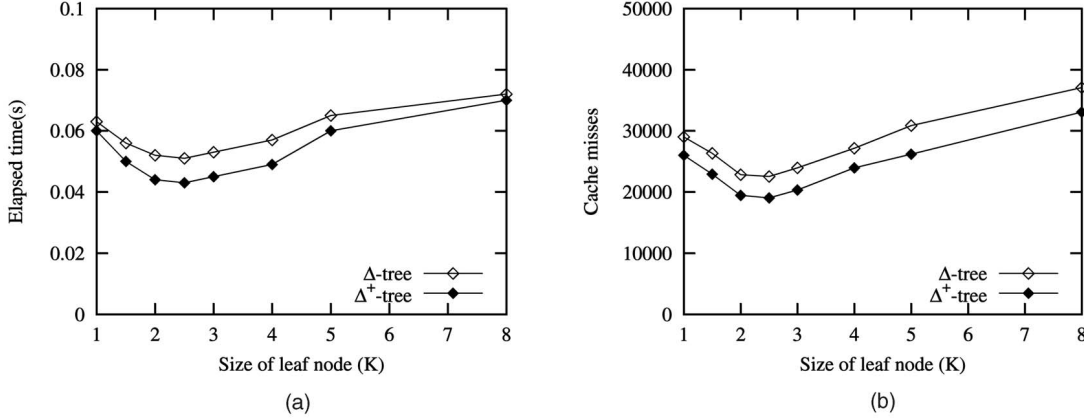 0.1
0.08
0.06
0.04
0.02
0
Elapsed time(s)
Δ-tree
Δ+-tree
1 2 3 4 5 6 7 8
Size of leaf node (K)
(a)
50000
40000
30000
20000
10000
0
Cache misses
Δ-tree
Δ+-tree
1 2 3 4 5 6 7 8
Size of leaf node (K)
(b)